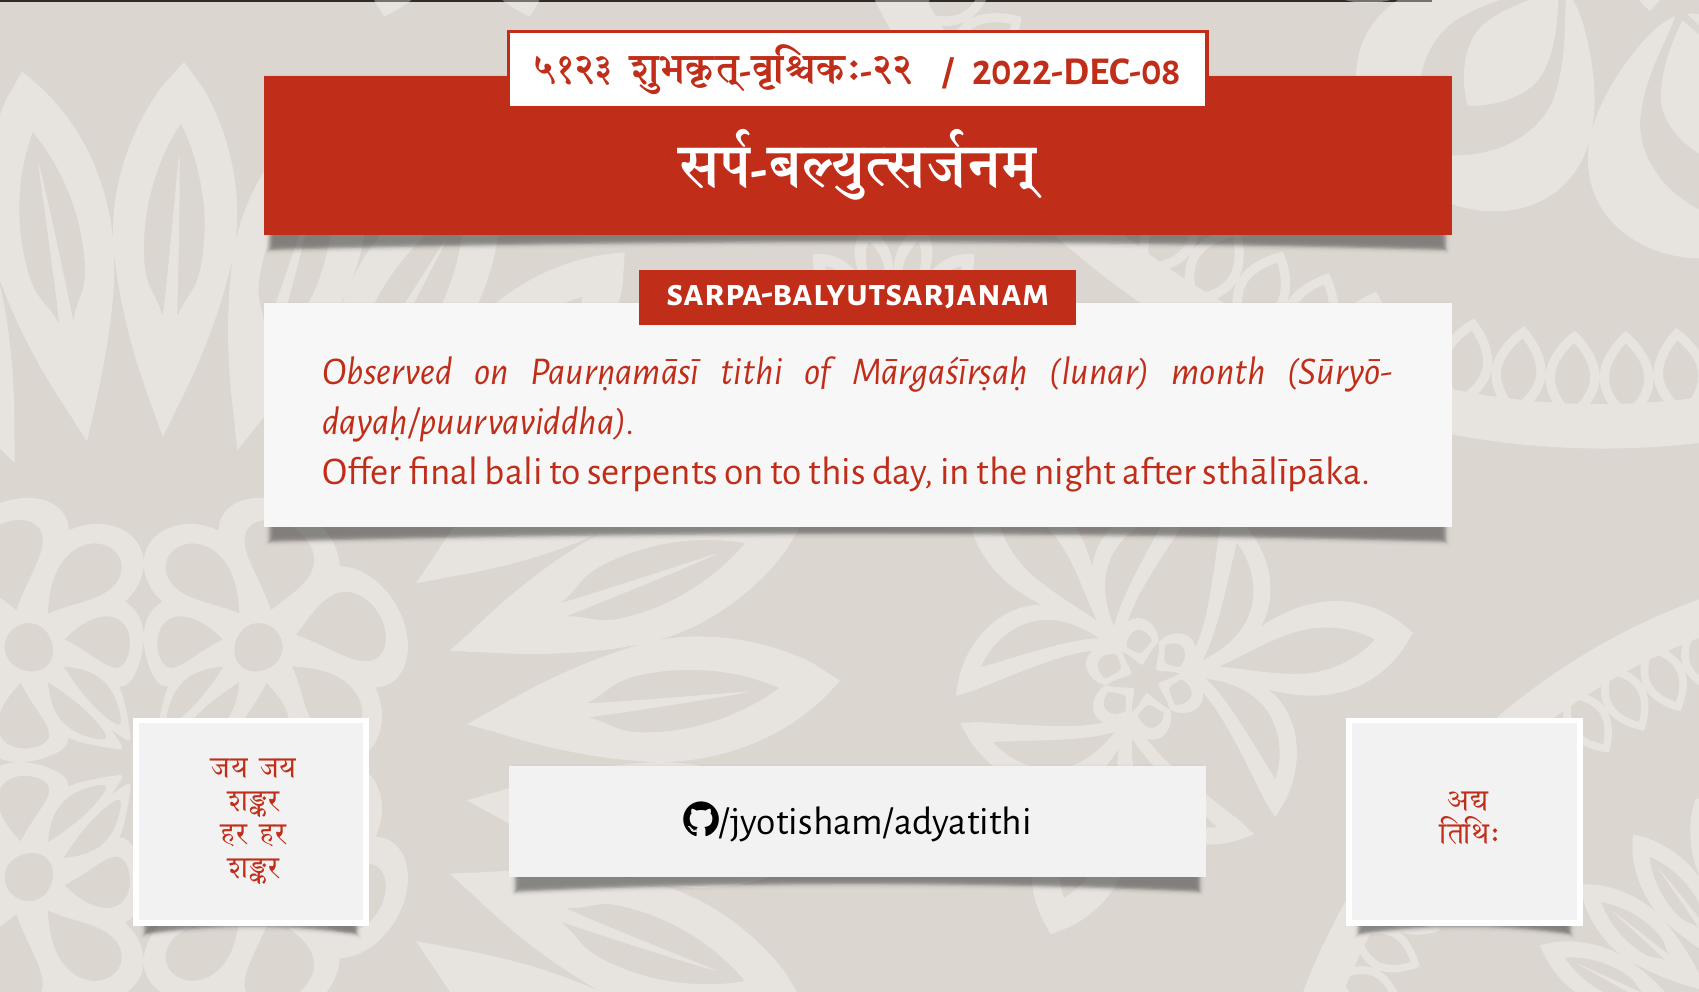 ५१२३ शुभकृत्-वृश्चिकः-२२ / 2022-DEC-08
सर्प-बल्युत्सर्जनम्
SARPA-BALYUTSARJANAM
Observed on Paurṇamāsī tithi of Mārgaśīrṣaḥ (lunar) month (Sūryō-
dayaḥ/puurvaviddha).
Offer final bali to serpents on to this day, in the night after sthālīpāka.
जय जय
शङ्कर
हर हर
शङ्कर
/jyotisham/adyatithi
अद्य
तिथिः